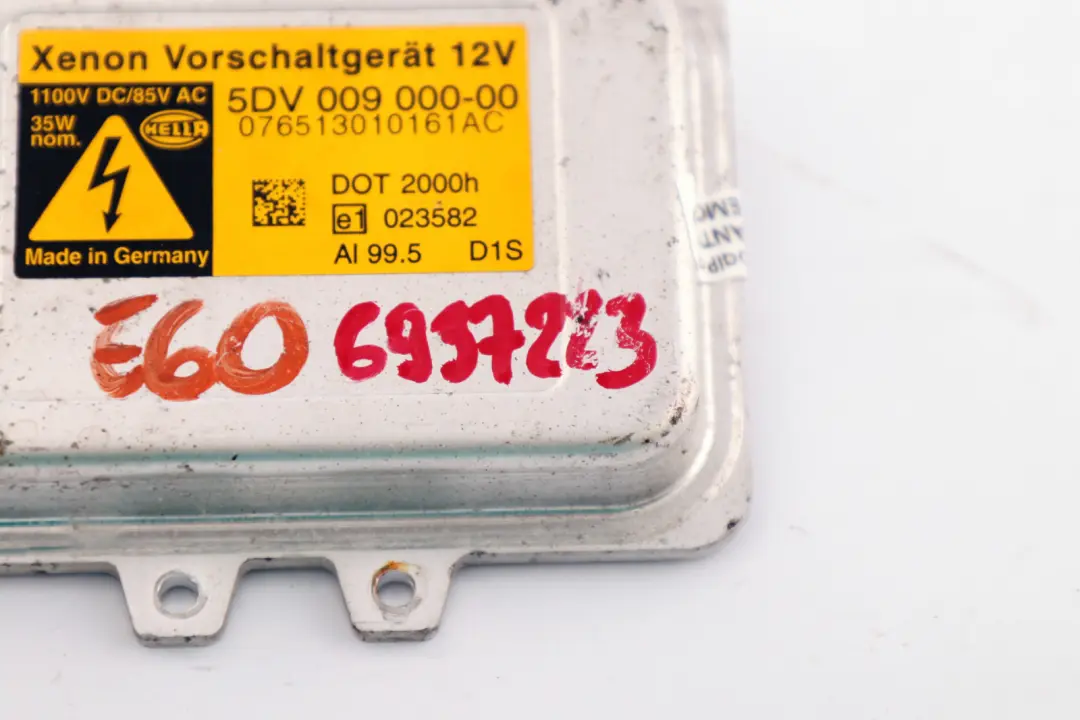 Xenon Vorschaltgerät 12V
1100V DC/85V AC
35W
nom.
HELLA
5DV 009 000-00
076513010161AC
DOT 2000h
e1 023582
Al 99.5 D1S
Made in Germany
E60 6937223